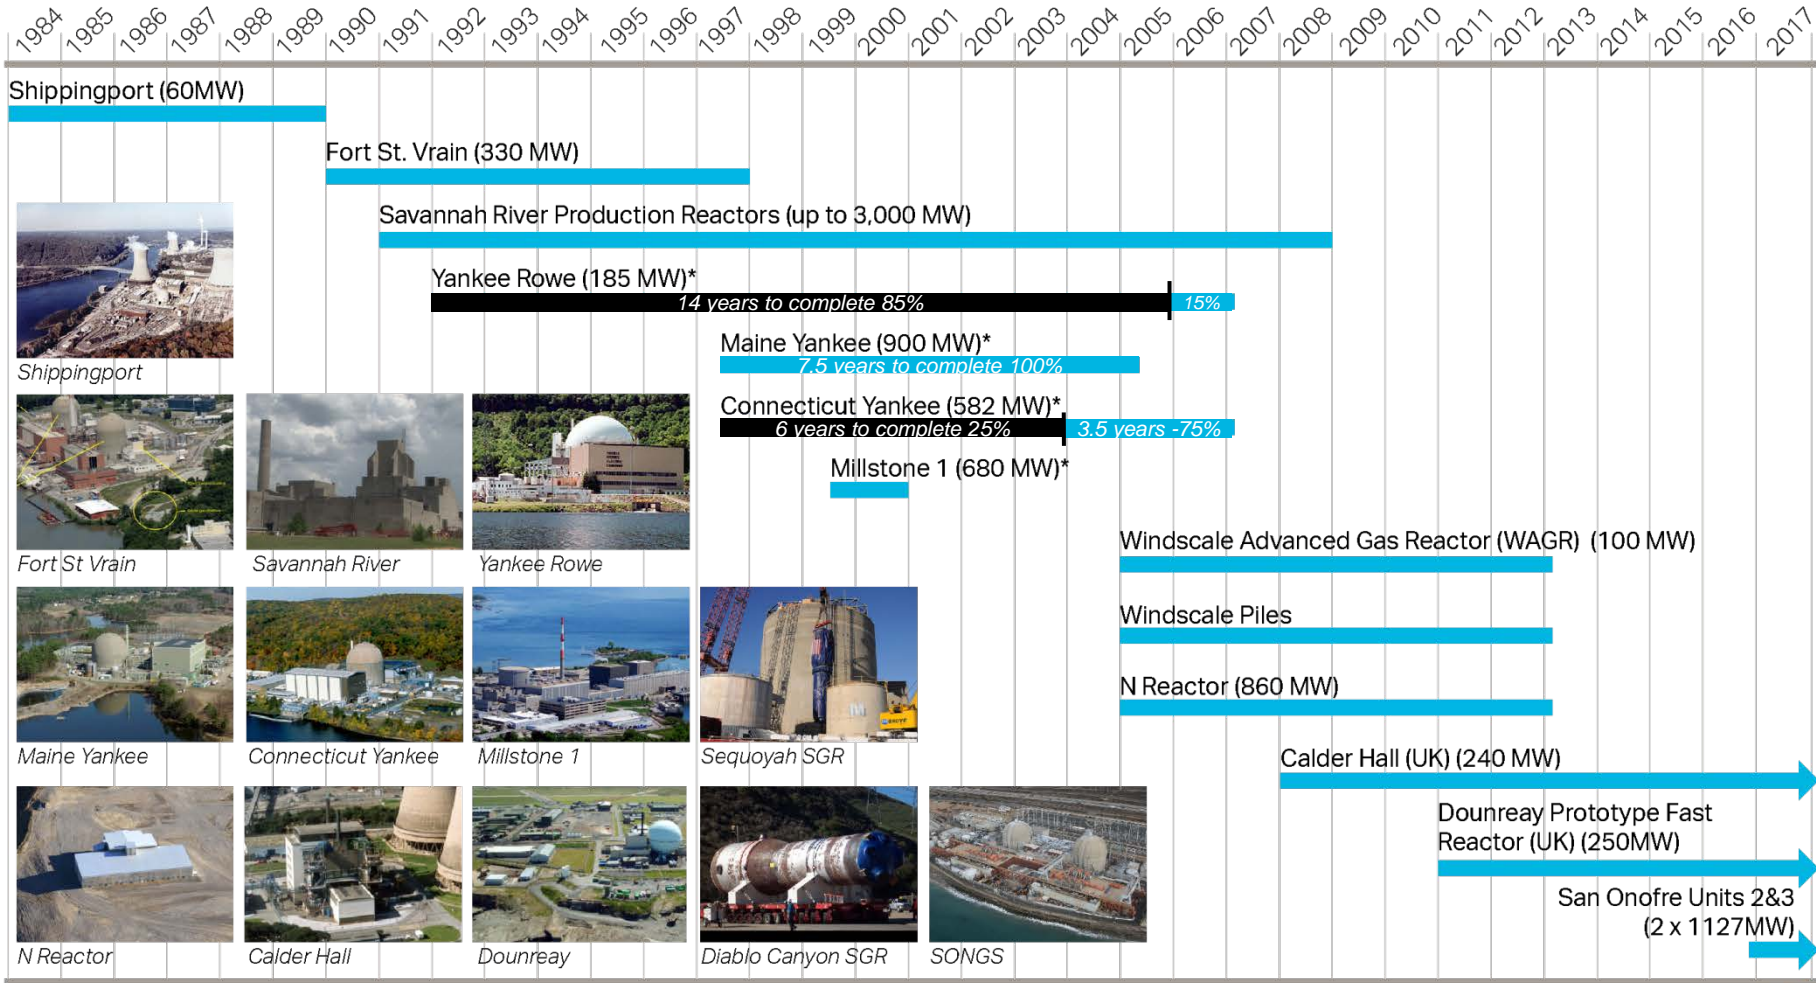 1984 1985 1986 1987 1988 1989 1990 1991 1992 1993 1994 1995 1996 1997 1998 1999 2000 2001 2002 2003 2004 2005 2006 2007 2008 2009 2010 2011 2012 2013 2014 2015 2016 2017
Shippingport (60MW)
Fort St. Vrain (330 MW)
Savannah River Production Reactors (up to 3,000 MW)
Yankee Rowe (185 MW)*
14 years to complete 85%
15%
Maine Yankee (900 MW)*
7.5 years to complete 100%
Shippingport
Connecticut Yankee (582 MW)*
6 years to complete 25%
3.5 years -75%
Millstone 1 (680 MW)*
Windscale Advanced Gas Reactor (WAGR) (100 MW)
Fort St Vrain
Savannah River
Yankee Rowe
Windscale Piles
N Reactor (860 MW)
Maine Yankee
Connecticut Yankee
Millstone 1
Sequoyah SGR
Calder Hall (UK) (240 MW)
Dounreay Prototype Fast
Reactor (UK) (250MW)
San Onofre Units 2&3
(2 x 1127MW)
N Reactor
Calder Hall
Dounreay
Diablo Canyon SGR
SONGS